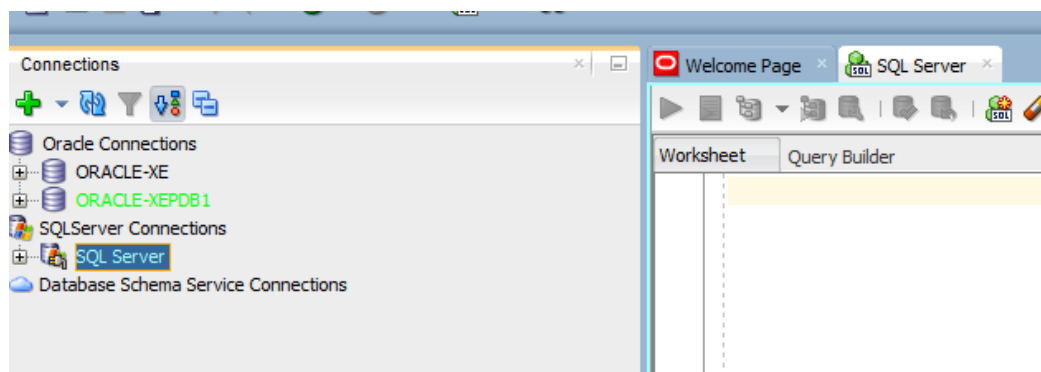 Connections
Oracle Connections
ORACLE-XE
ORACLE-XEPDB1
SQLServer Connections
SQL Server
Database Schema Service Connections
Welcome Page
SQL Server
SQL
Worksheet
Query Builder